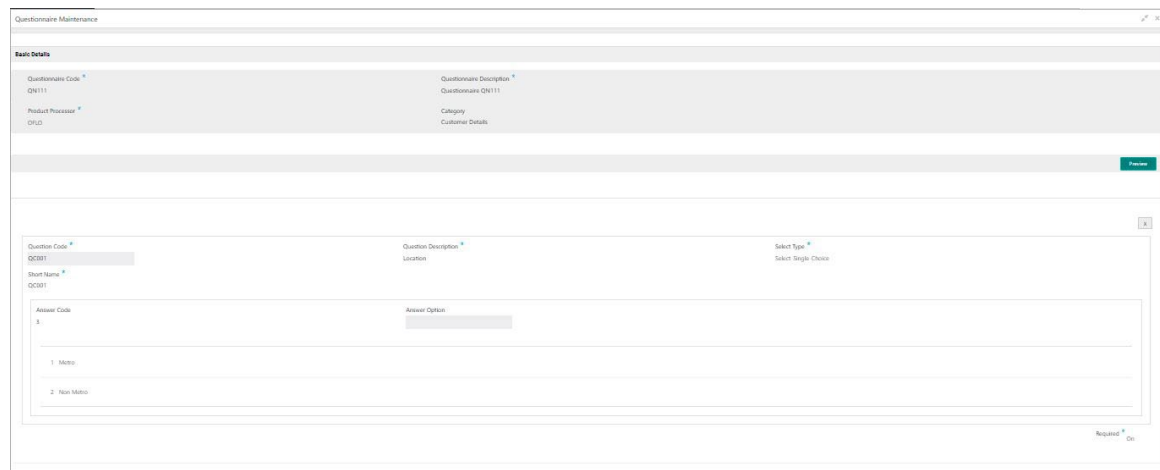 Questionnaire Maintenance
Basic Details
Questionnaire Code * Questionnaire Description *
QN111 Questionnaire QN111
Product Processor * Category
OFLO Customer Details
Preview
Question Code * Question Description * Select Type *
QC001 Location Select Single Choice
Short Name *
QC001
Answer Code Answer Option
3
1 Metro
2 Non Metro
Required *
On